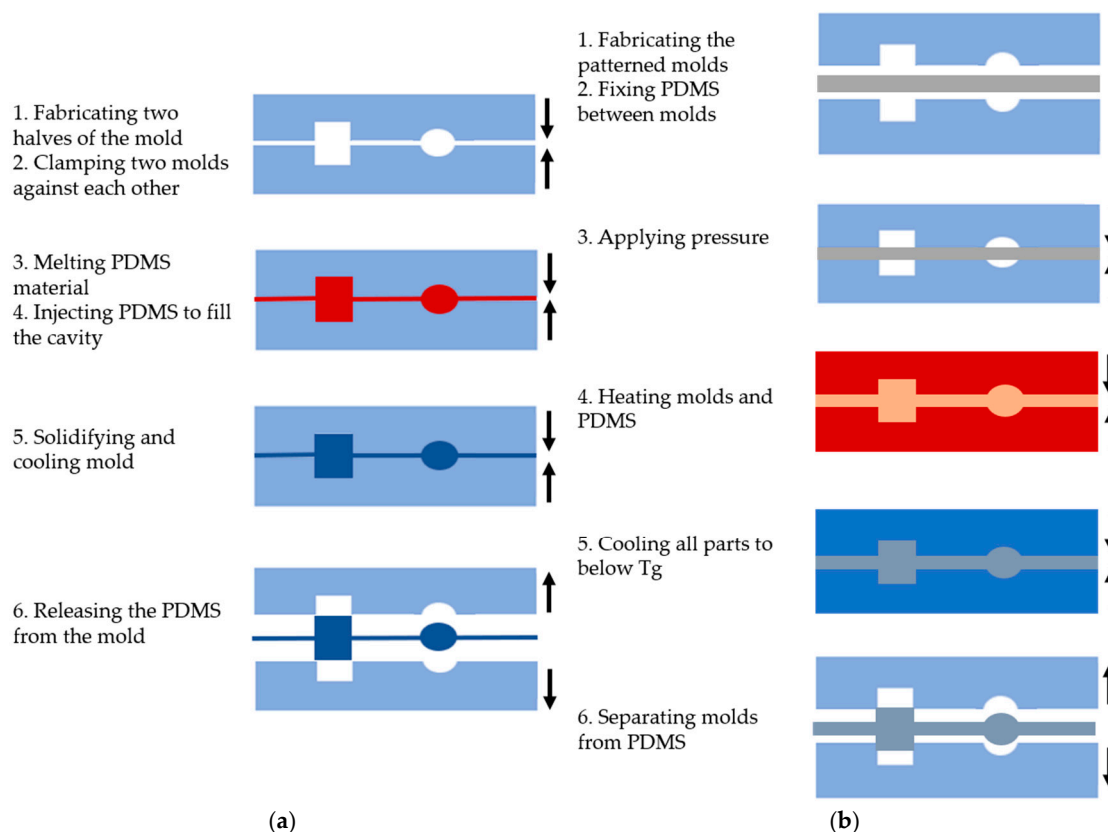 1. Fabricating two
halves of the mold
2. Clamping two molds
against each other
3. Melting PDMS
material
4. Injecting PDMS to fill
the cavity
5. Solidifying and
cooling mold
6. Releasing the PDMS
from the mold
(a)
1. Fabricating the
patterned molds
2. Fixing PDMS
between molds
3. Applying pressure
4. Heating molds and
PDMS
5. Cooling all parts to
below Tg
6. Separating molds
from PDMS
(b)